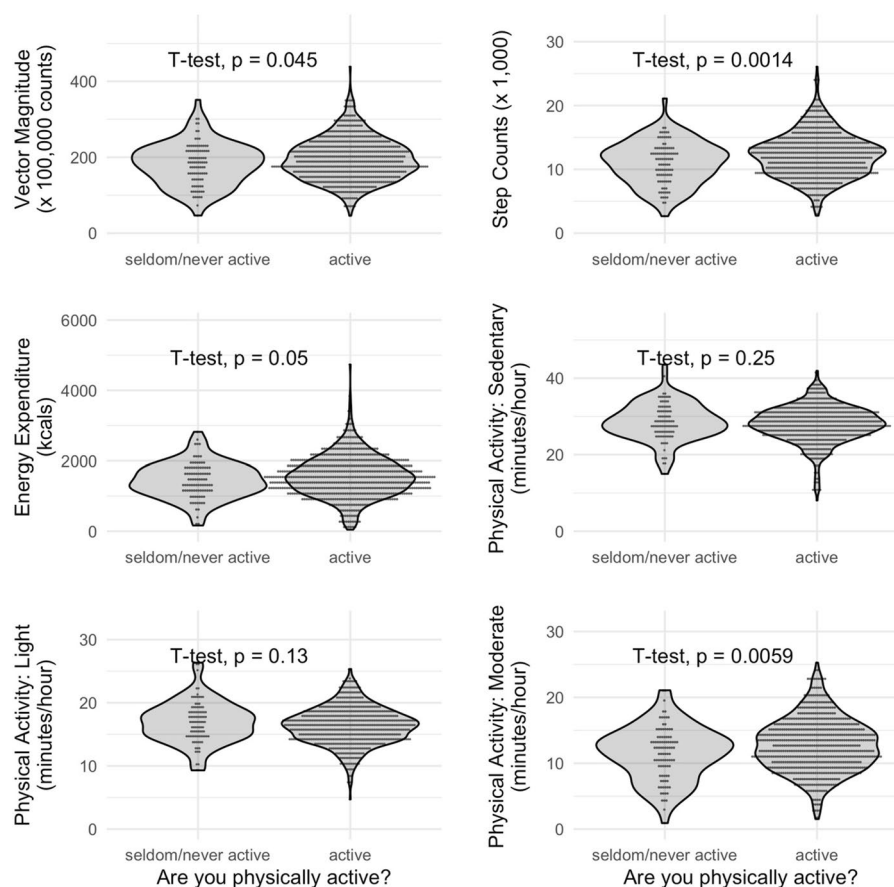 Vector Magnitude
(x 100,000 counts)
400
200
0
T-test, p = 0.045
seldom/never active
active
Step Counts (x 1,000)
30
20
10
0
T-test, p = 0.0014
seldom/never active
active
Energy Expenditure
(kcals)
6000
4000
2000
0
T-test, p = 0.05
seldom/never active
active
Physical Activity: Sedentary
(minutes/hour)
40
20
0
T-test, p = 0.25
seldom/never active
active
Physical Activity: Light
(minutes/hour)
30
20
10
0
T-test, p = 0.13
seldom/never active
active
Are you physically active?
Physical Activity: Moderate
(minutes/hour)
30
20
10
0
T-test, p = 0.0059
seldom/never active
active
Are you physically active?